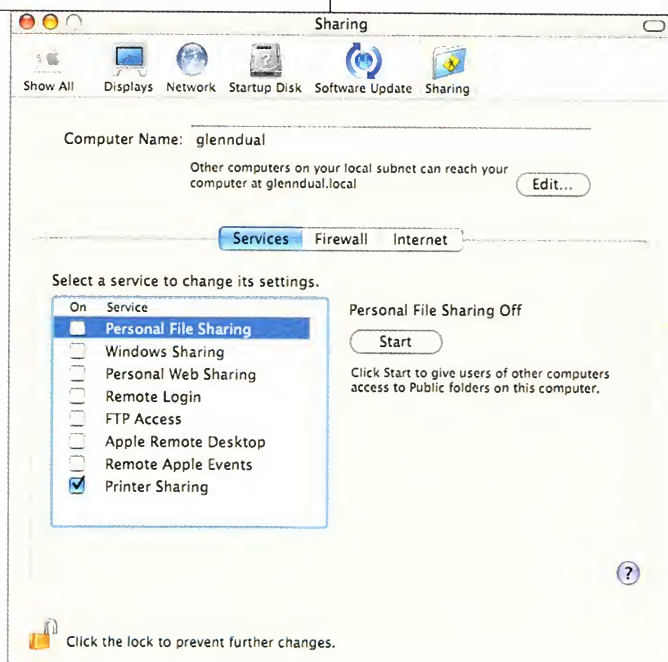 Sharing
Show All Displays Network Startup Disk Software Update Sharing
Computer Name: glenndual
Other computers on your local subnet can reach your
computer at glenndual.local
Edit...
Services Firewall Internet
Select a service to change its settings.
On Service
Personal File Sharing
Windows Sharing
Personal Web Sharing
Remote Login
FTP Access
Apple Remote Desktop
Remote Apple Events
Printer Sharing
Personal File Sharing Off
Start
Click Start to give users of other computers
access to Public folders on this computer.
?
Click the lock to prevent further changes.